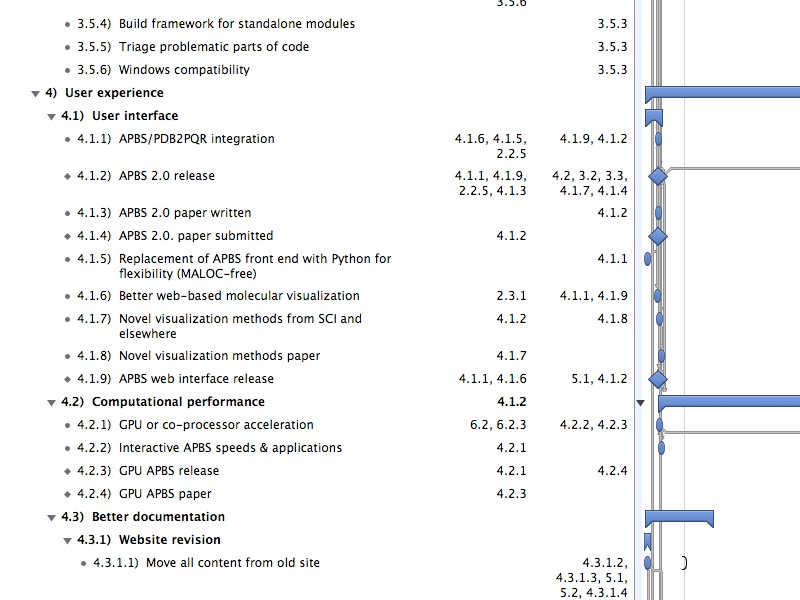 3.5.6
3.5.4) Build framework for standalone modules 3.5.3
3.5.5) Triage problematic parts of code 3.5.3
3.5.6) Windows compatibility 3.5.3
4) User experience
4.1) User interface
4.1.1) APBS/PDB2PQR integration 4.1.6, 4.1.5, 4.1.9, 4.1.2
2.2.5
4.1.2) APBS 2.0 release 4.1.1, 4.1.9, 4.2, 3.2, 3.3,
2.2.5, 4.1.3 4.1.7, 4.1.4
4.1.3) APBS 2.0 paper written 4.1.2
4.1.4) APBS 2.0. paper submitted 4.1.2
4.1.5) Replacement of APBS front end with Python for 4.1.1
flexibility (MALOC-free)
4.1.6) Better web-based molecular visualization 2.3.1 4.1.1, 4.1.9
4.1.7) Novel visualization methods from SCI and 4.1.2 4.1.8
elsewhere
4.1.8) Novel visualization methods paper 4.1.7
4.1.9) APBS web interface release 4.1.1, 4.1.6 5.1, 4.1.2
4.2) Computational performance 4.1.2
4.2.1) GPU or co-processor acceleration 6.2, 6.2.3 4.2.2, 4.2.3
4.2.2) Interactive APBS speeds & applications 4.2.1
4.2.3) GPU APBS release 4.2.1 4.2.4
4.2.4) GPU APBS paper 4.2.3
4.3) Better documentation
4.3.1) Website revision
4.3.1.1) Move all content from old site 4.3.1.2,
4.3.1.3, 5.1,
5.2, 4.3.1.4